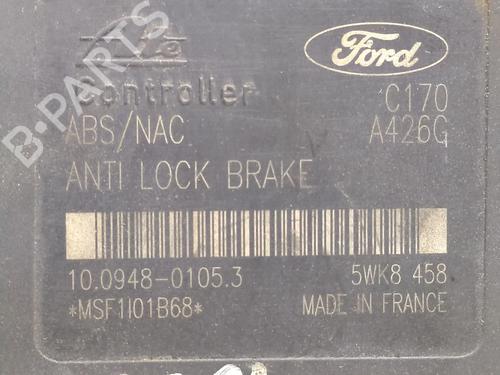 Ate
Ford
Controller C170
ABS/NAC A426G
ANTI LOCK BRAKE
10.0948-0105.3 5WK8 458
*MSF1I01B68* MADE IN FRANCE
B-PARTS